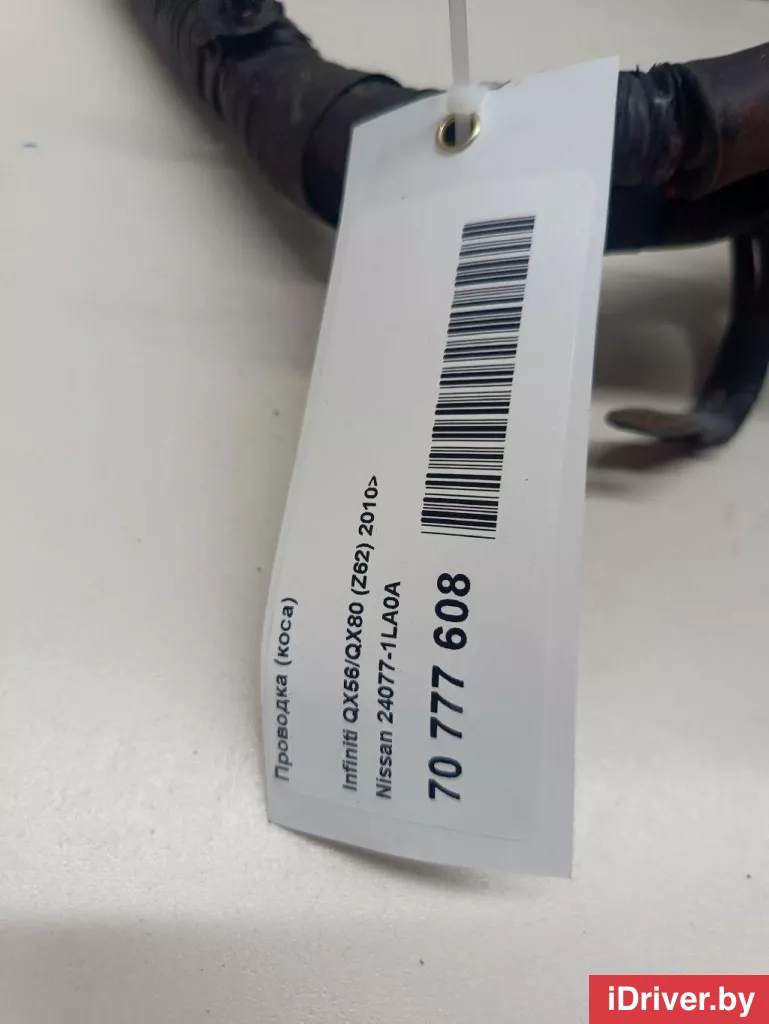 Проводка (коса)
Infiniti QX56/QX80 (Z62) 2010>
Nissan 24077-1LA0A
70 777 608
iDriver.by